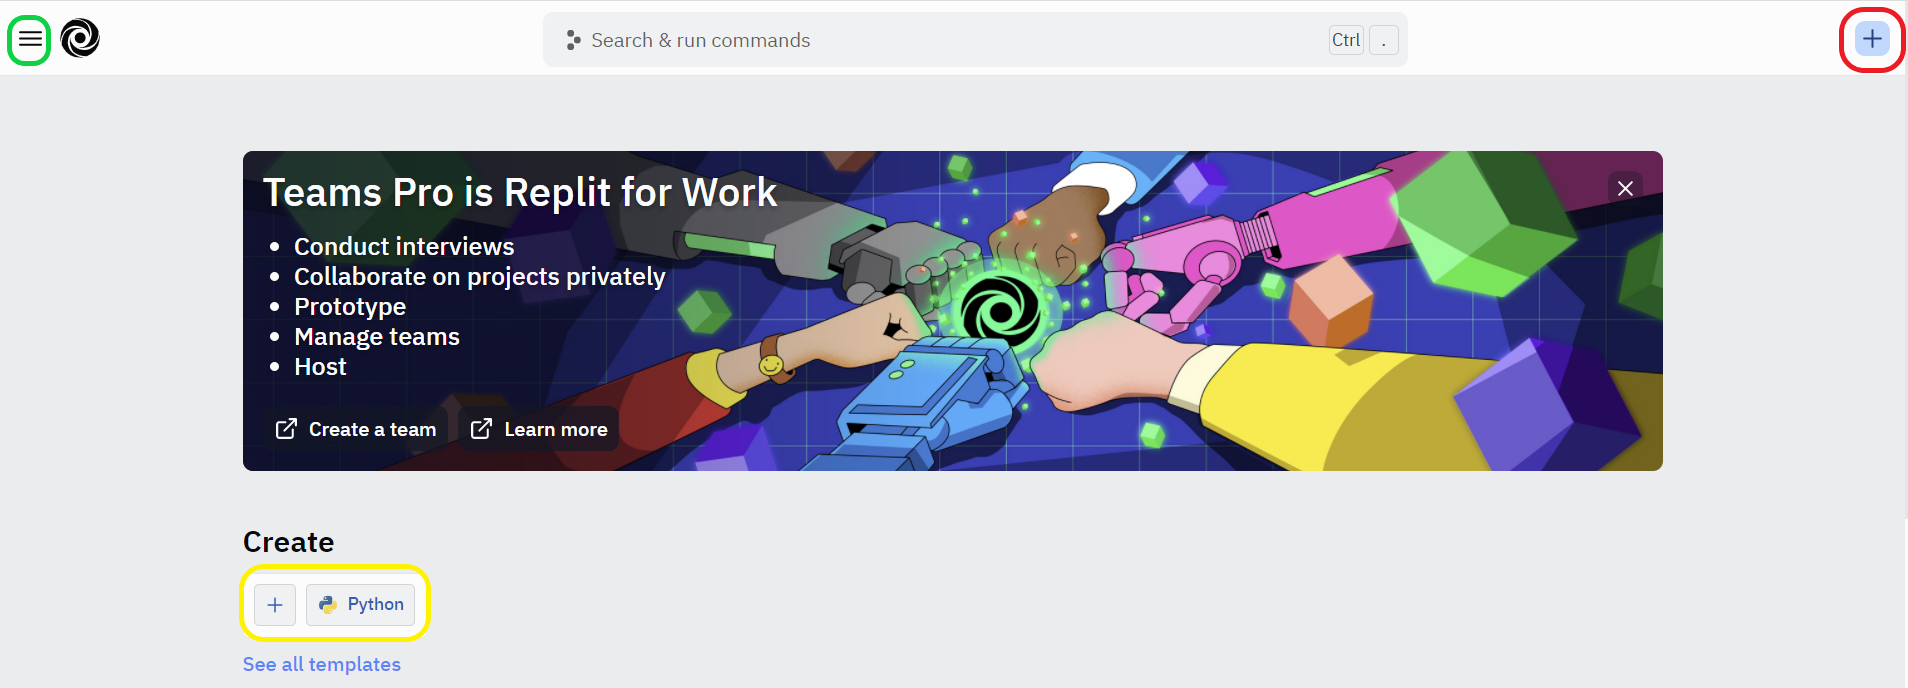 Search & run commands
Ctrl .
Teams Pro is Replit for Work
Conduct interviews
Collaborate on projects privately
Prototype
Manage teams
Host
Create a team
Learn more
Create
Python
See all templates